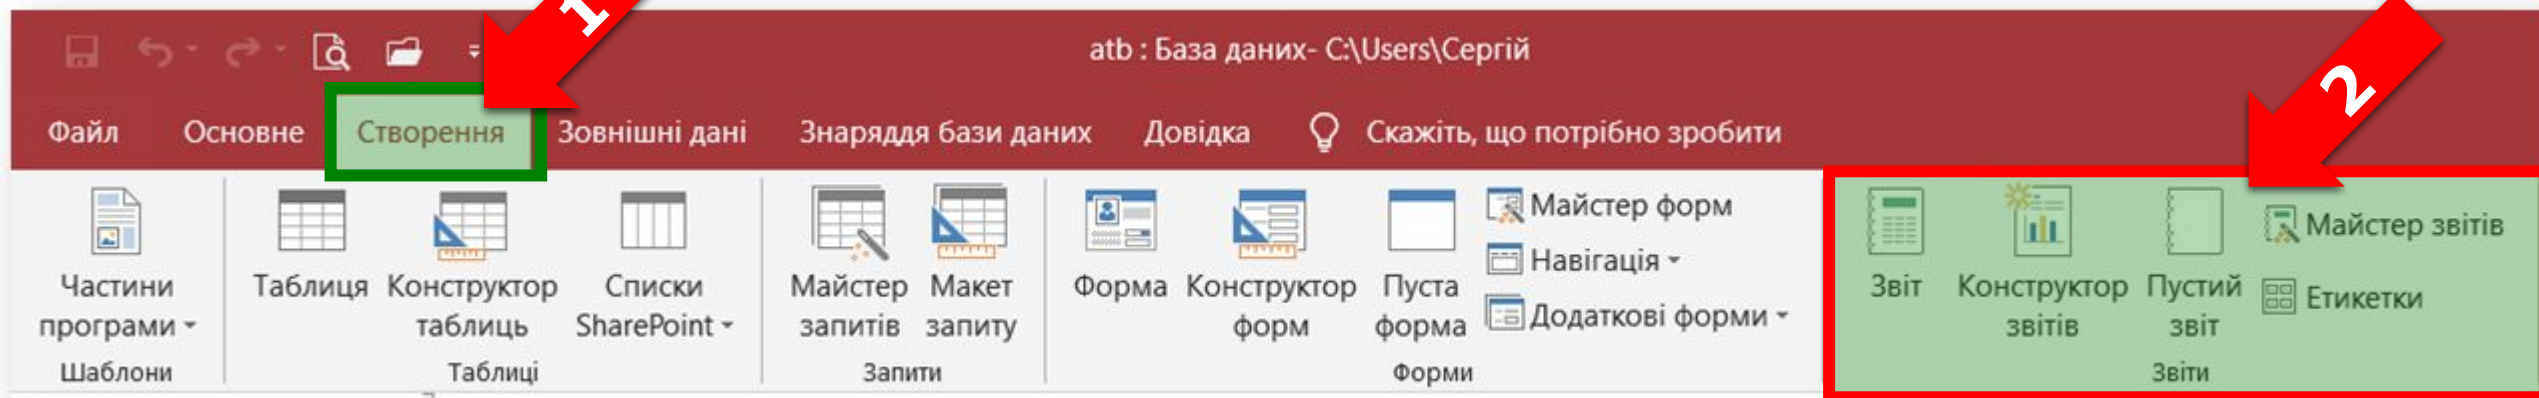 1
2
atb : База даних- C:\Users\Сергій
Файл Основне Створення Зовнішні дані Знаряддя бази даних Довідка Скажіть, що потрібно зробити
Частини
програми
Шаблони
Таблиця
Конструктор
таблиць
Списки
SharePoint
Таблиці
Майстер
запитів
Макет
запиту
Запити
Форма
Конструктор
форм
Пуста
форма
Майстер форм
Навігація
Додаткові форми
Форми
Звіт
Конструктор
звітів
Пустий
звіт
Майстер звітів
Етикетки
Звіти